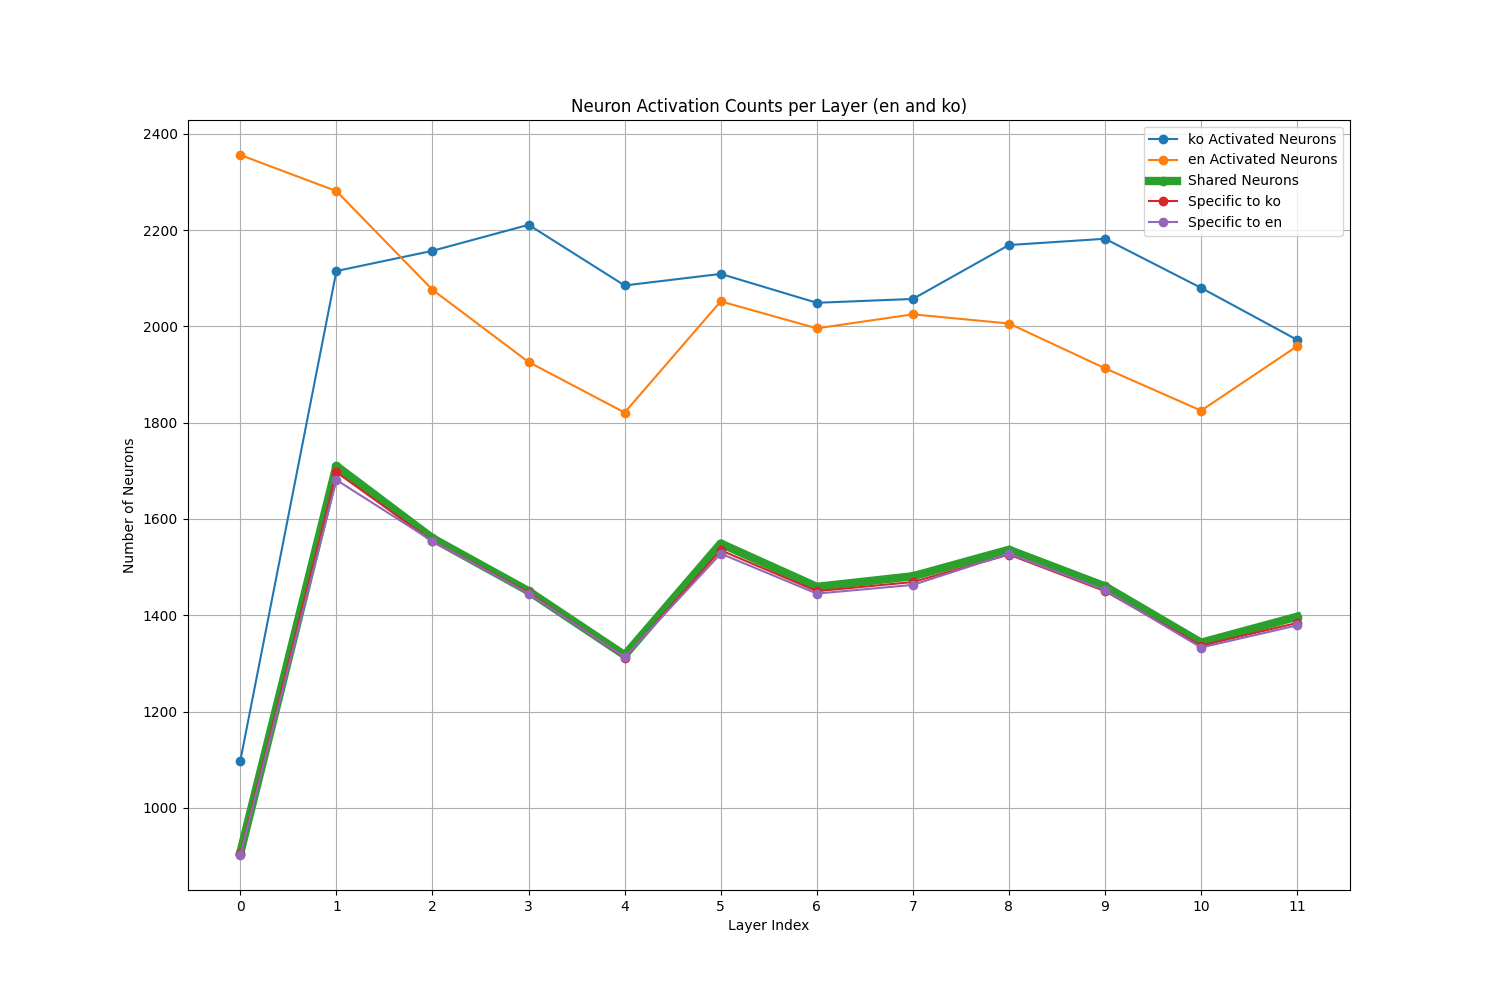 Neuron Activation Counts per Layer (en and ko)
ko Activated Neurons
en Activated Neurons
Shared Neurons
Specific to ko
Specific to en
Number of Neurons
2400
2200
2000
1800
1600
1400
1200
1000
0 1 2 3 4 5 6 7 8 9 10 11
Layer Index